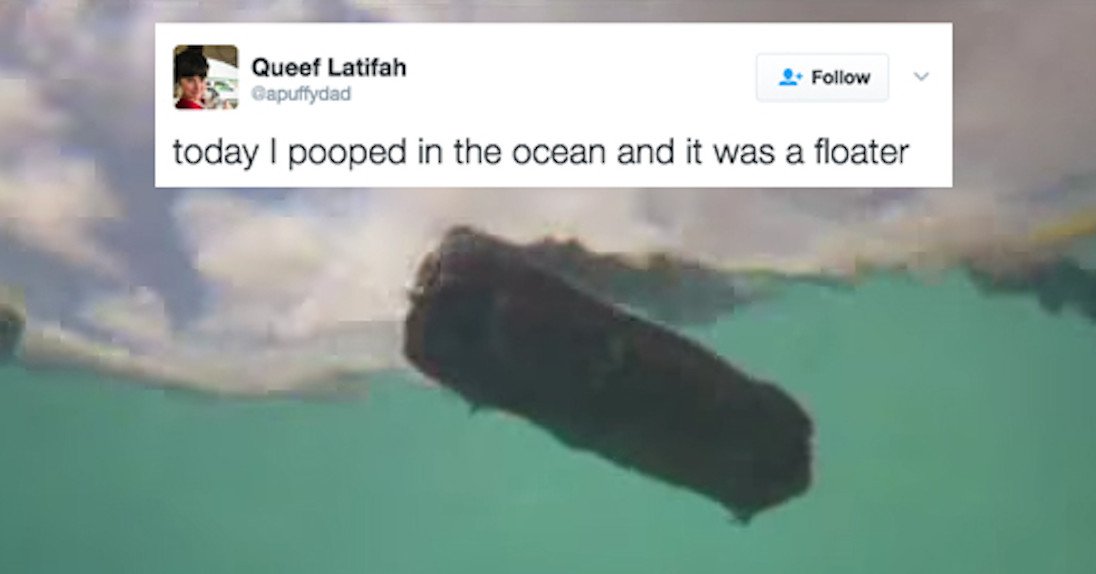 Queef Latifah
@apuffydad
Follow
today I pooped in the ocean and it was a floater